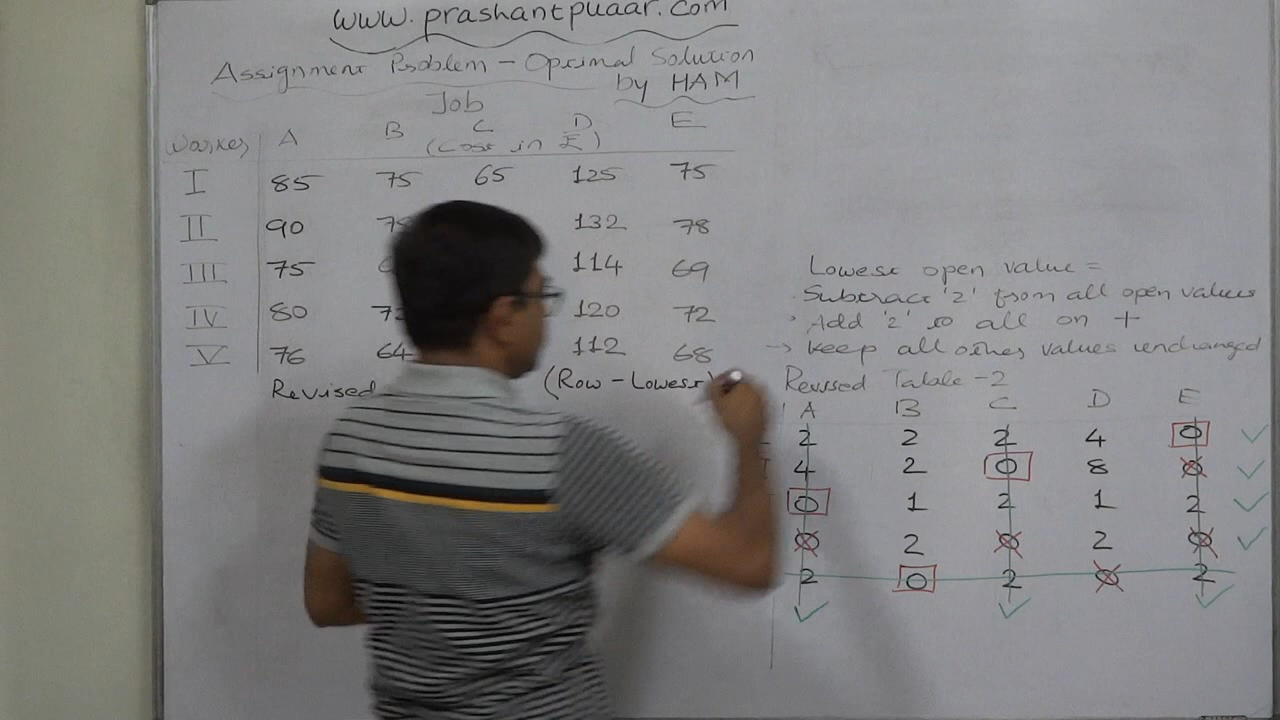 www.prashantpuaar.com
Assignment Problem - Optimal Solution
by HAM
Job
Worker A B C D E
(Cost in £)
I 85 75 65 125 75
II 90 78 132 78
III 75 114 69
IV 80 72 120 72
V 76 64 112 68
Revised (Row - Lowest)
Lowest open value =
Subtract '2' from all open values
Add '2' to all on +
→ Keep all other values unchanged
Revised Table - 2
A B C D E
2 2 2 4 0 ✓
4 2 0 8 0 ✓
0 1 2 1 2 ✓
0 2 0 2 0 ✓
2 0 2 0 2
✓ ✓ ✓